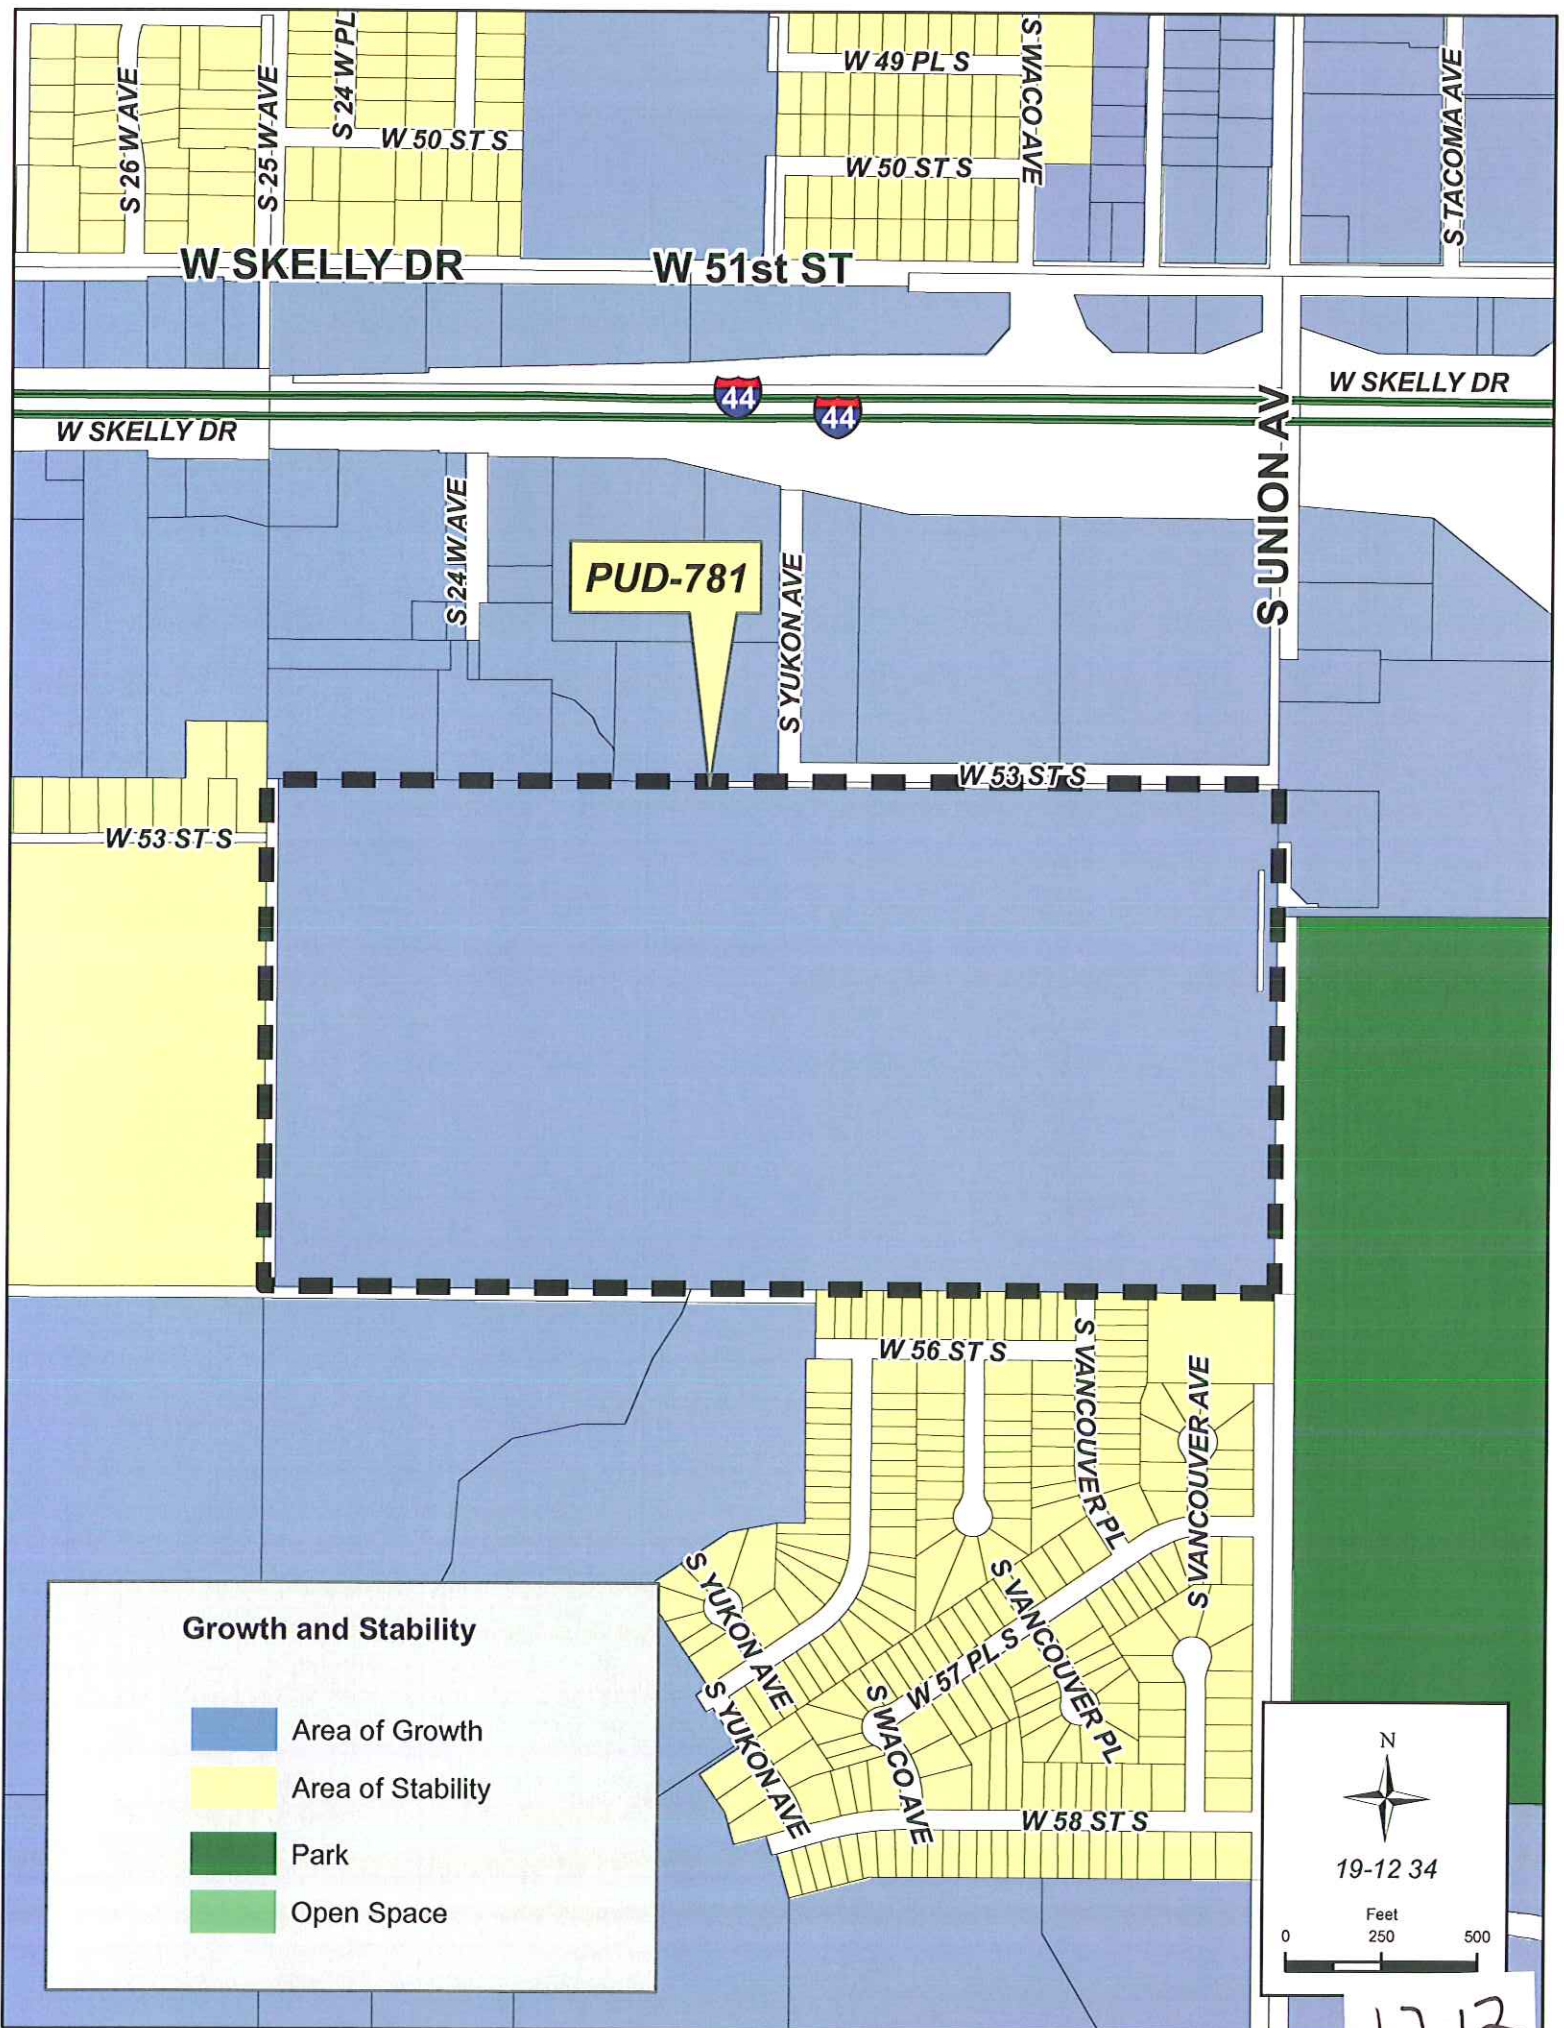 S 26 W AVE
S 25 W AVE
S 24 W PL
W 50 ST S
W 49 PL S
W 50 ST S
S WACO AVE
S TACOMA AVE
W SKELLY DR
W 51st ST
44
44
W SKELLY DR
W SKELLY DR
S UNION AV
S 24 W AVE
PUD-781
S YUKON AVE
W 53 ST S
W 53 ST S
W 56 ST S
S VANCOUVER PL
S VANCOUVER AVE
S YUKON AVE
S VANCOUVER PL
W 57 PL S
S YUKON AVE
S WACO AVE
W 58 ST S
Growth and Stability
Area of Growth
Area of Stability
Park
Open Space
N
19-12 34
Feet
0 250 500